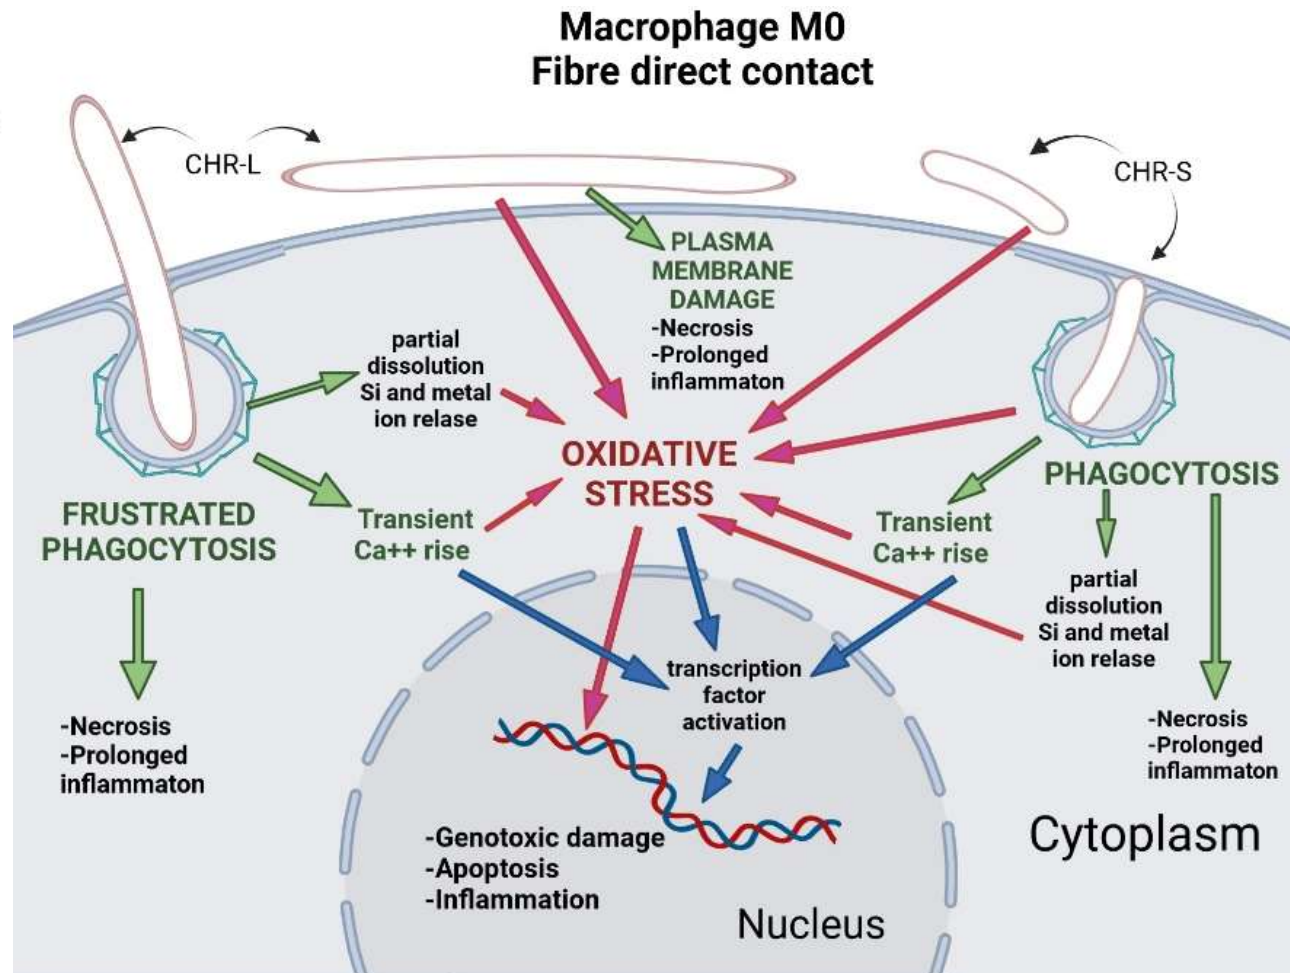 Macrophage M0
Fibre direct contact
CHR-L
CHR-S
PLASMA
MEMBRANE
DAMAGE
-Necrosis
-Prolonged
inflammaton
partial
dissolution
Si and metal
ion relase
OXIDATIVE
STRESS
FRUSTRATED
PHAGOCYTOSIS
Transient
Ca++ rise
-Necrosis
-Prolonged
inflammaton
PHAGOCYTOSIS
Transient
Ca++ rise
partial
dissolution
Si and metal
ion relase
-Necrosis
-Prolonged
inflammaton
transcription
factor
activation
-Genotoxic damage
-Apoptosis
-Inflammation
Nucleus
Cytoplasm